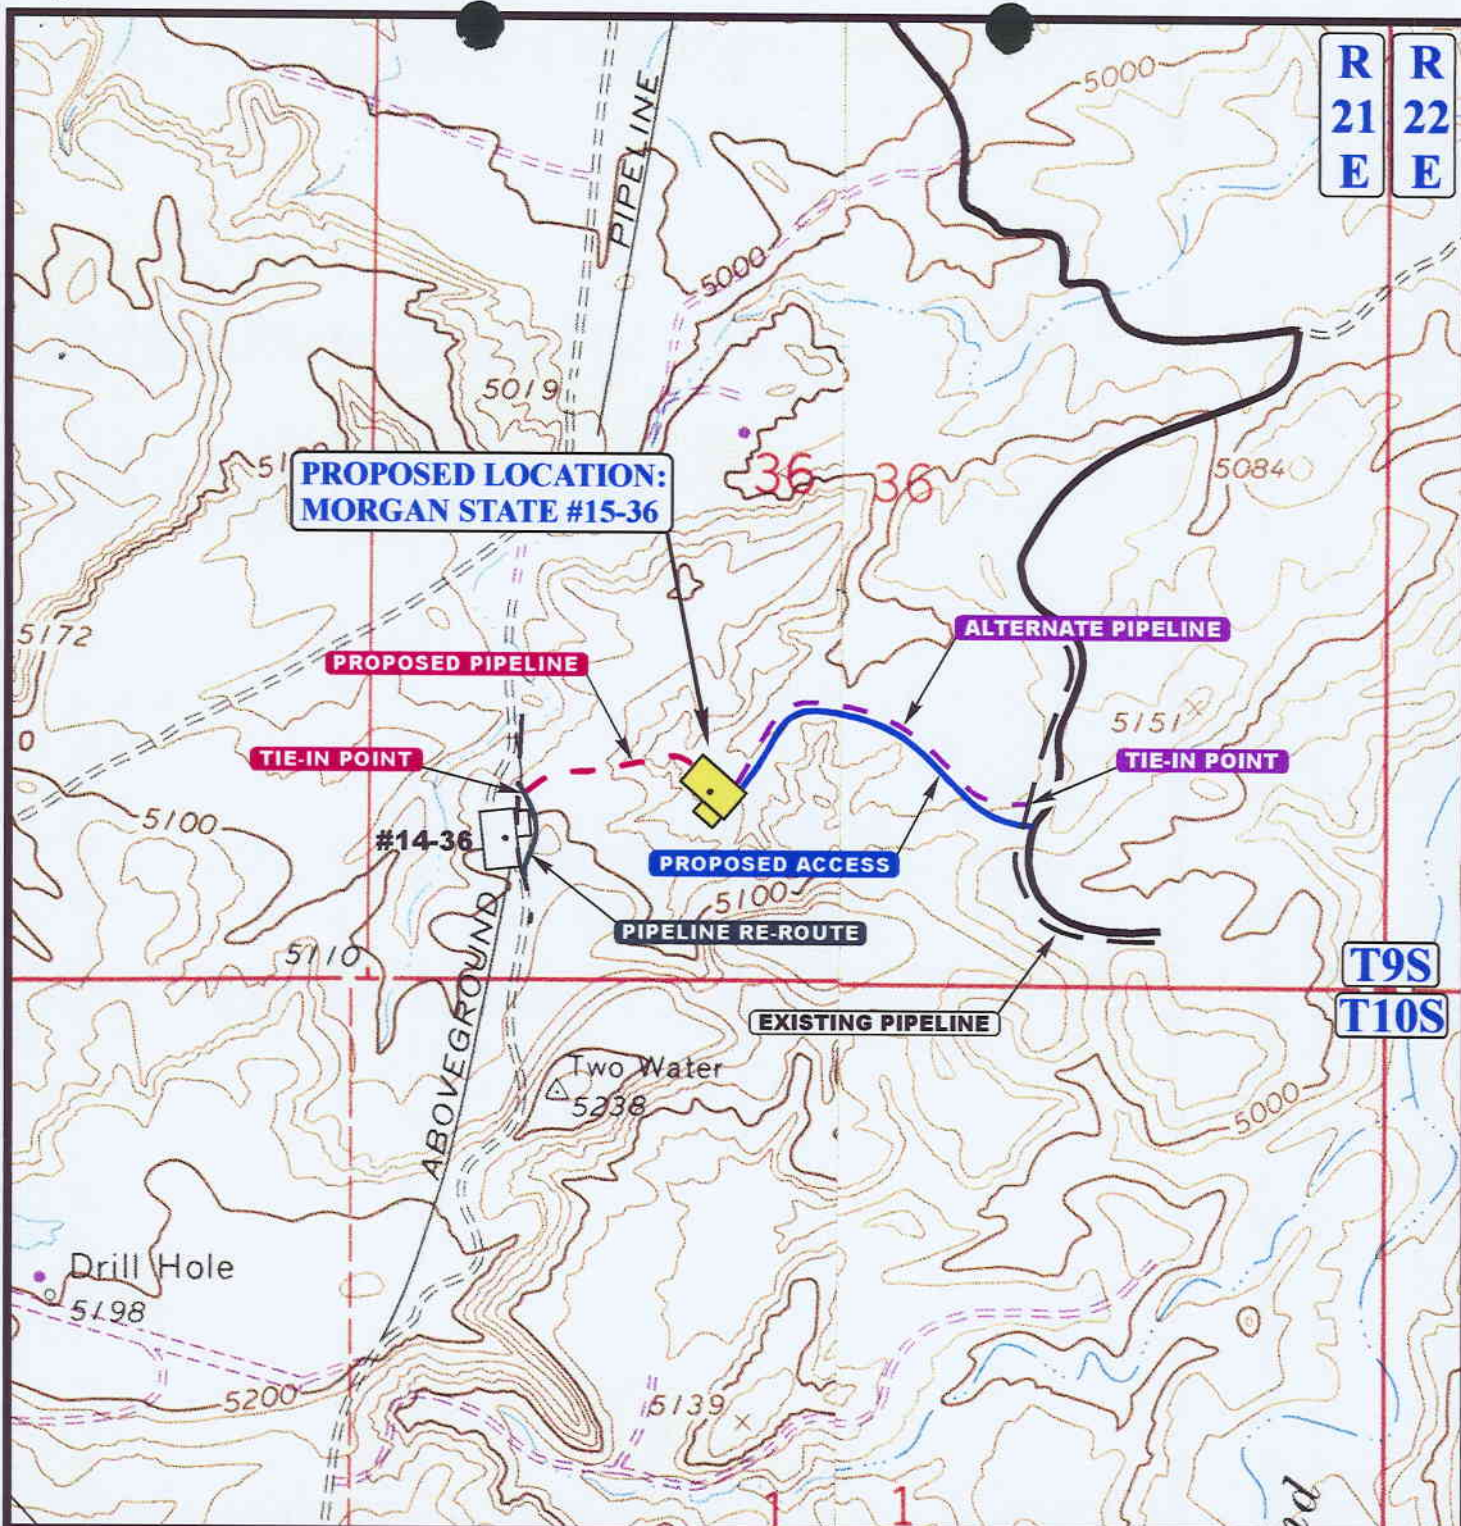 R
21
E
R
22
E
5000
PIPELINE
5000
5019
PROPOSED LOCATION:
MORGAN STATE #15-36
36
36
5084
5172
ALTERNATE PIPELINE
PROPOSED PIPELINE
5151
0
TIE-IN POINT
TIE-IN POINT
5100
#14-36
PROPOSED ACCESS
5100
PIPELINE RE-ROUTE
5110
T9S
T10S
EXISTING PIPELINE
ABOVEGROUND
Two Water
5238
5000
Drill Hole
5198
5200
5139
1
1